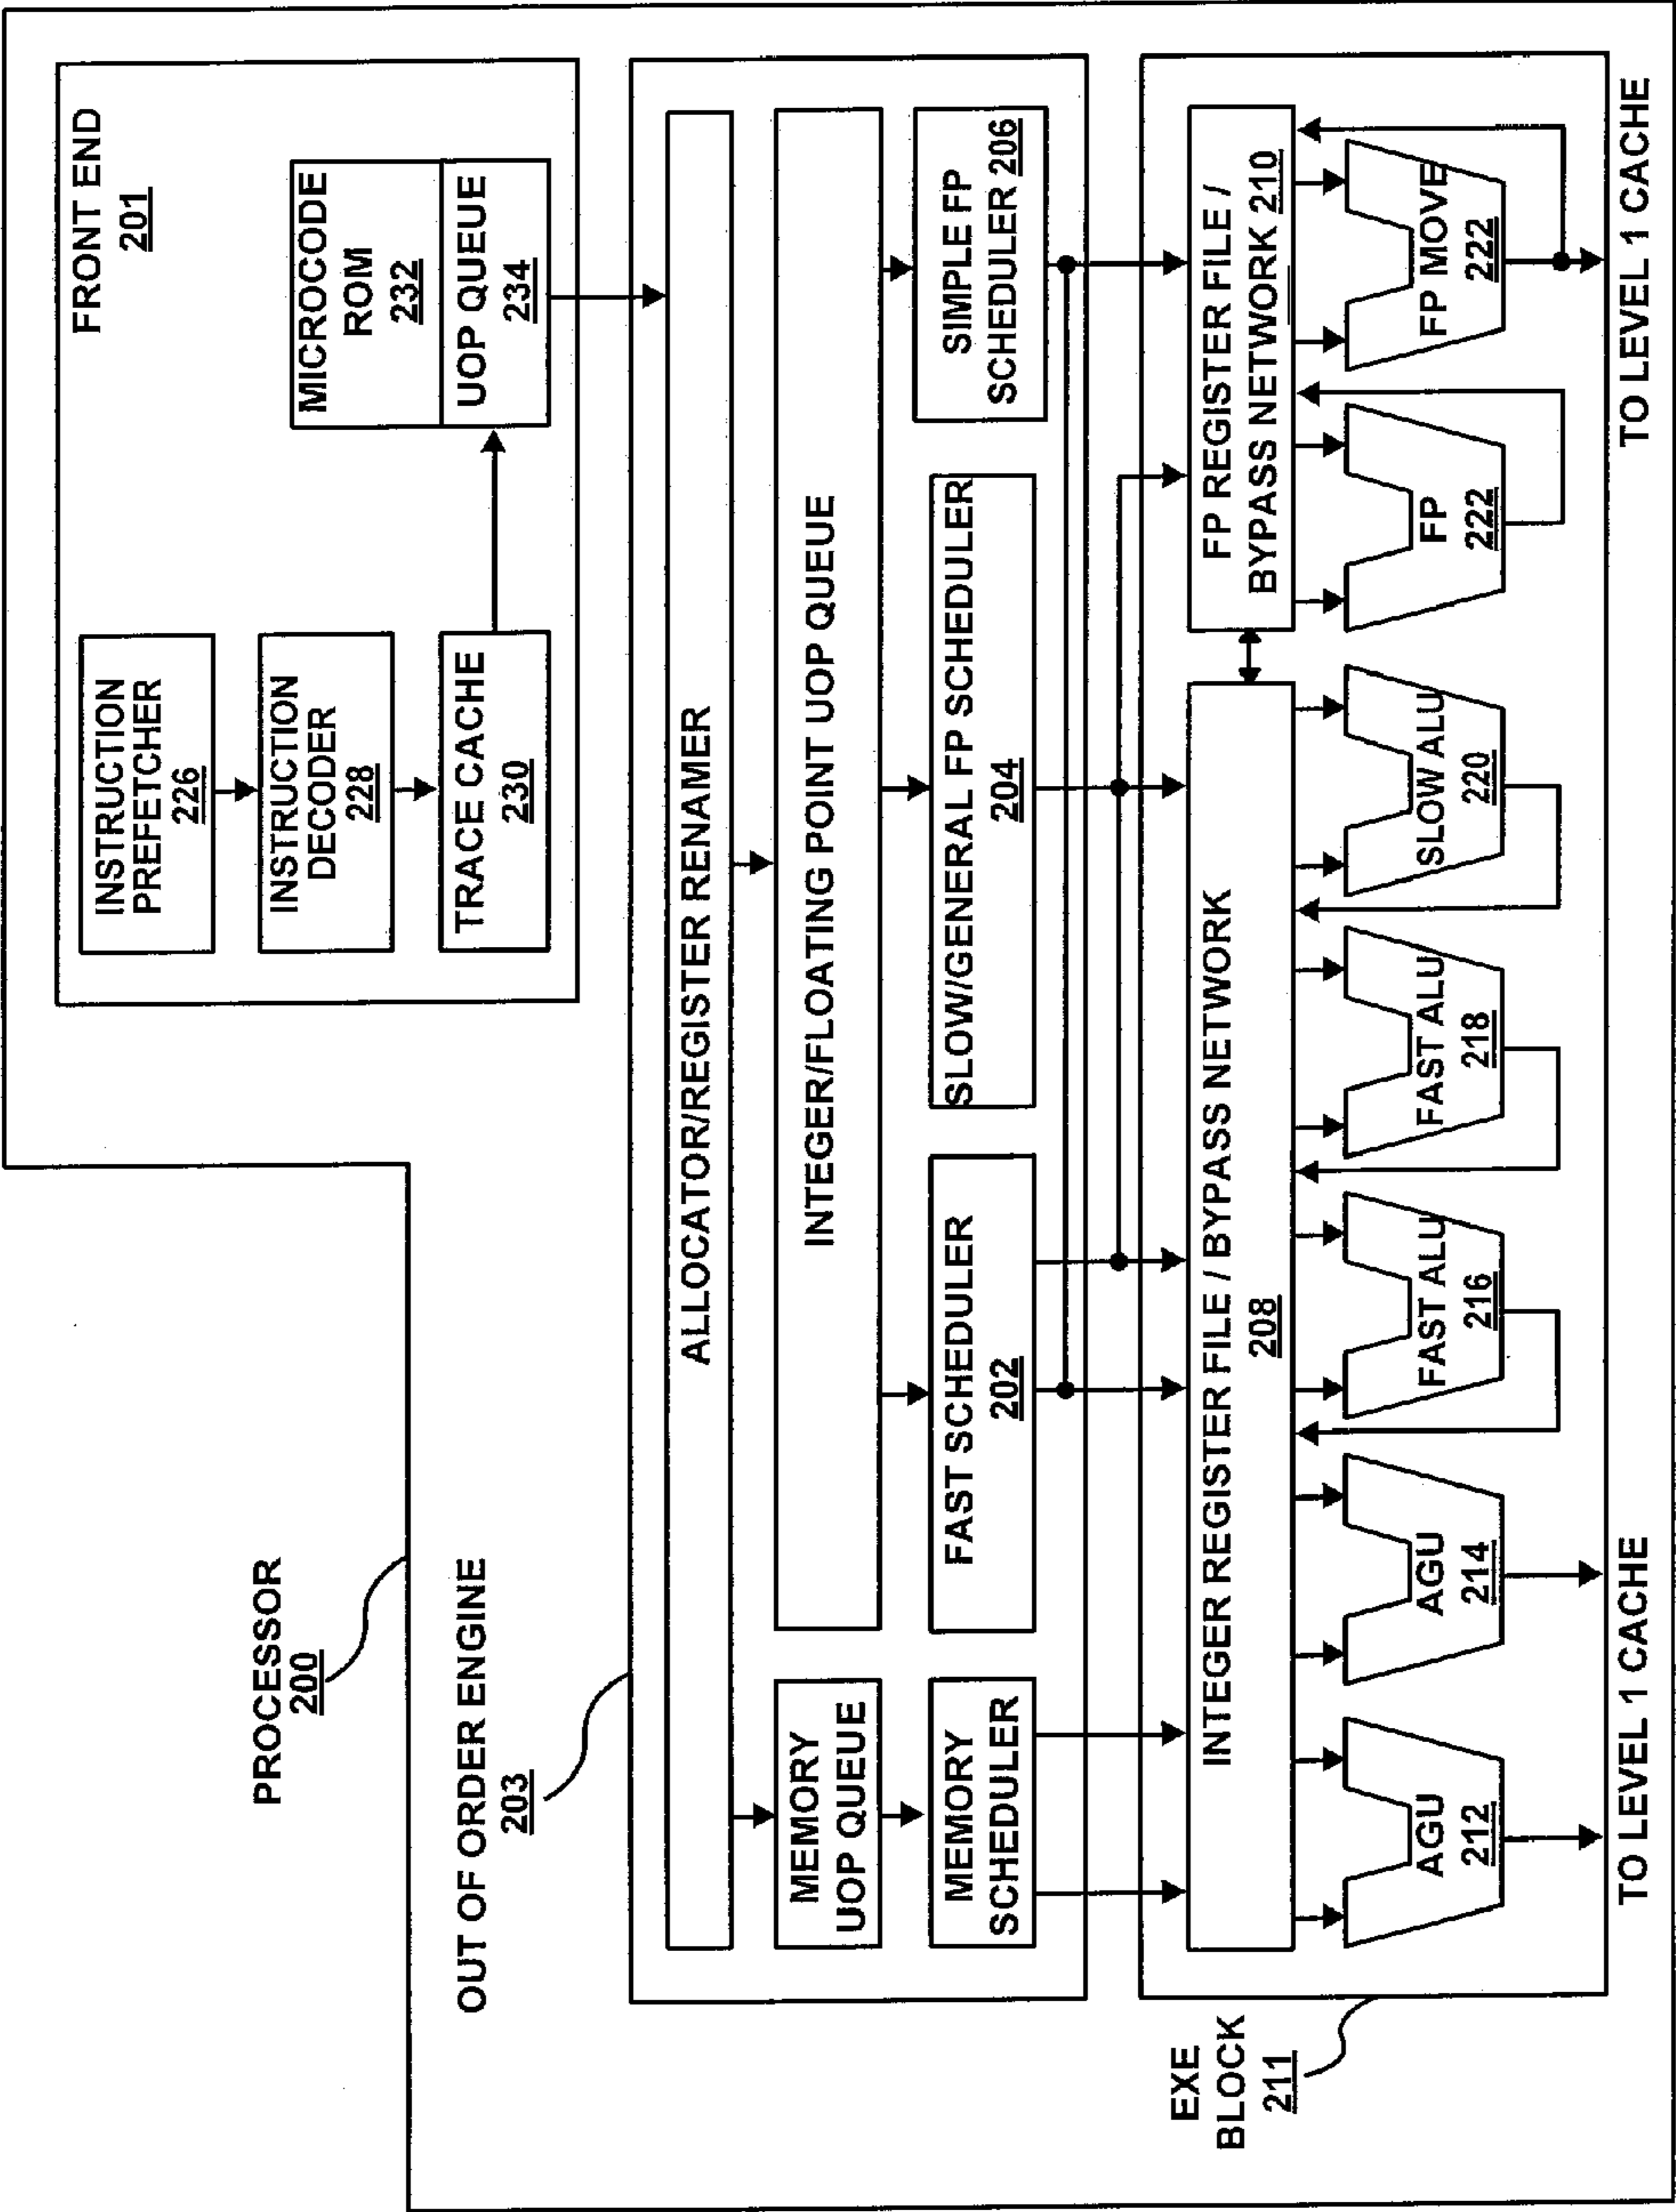 PROCESSOR
200
FRONT END
201
INSTRUCTION
PREFETCHER
226
INSTRUCTION
DECODER
228
TRACE CACHE
230
MICROCODE
ROM
232
UOP QUEUE
234
OUT OF ORDER ENGINE
203
ALLOCATOR/REGISTER RENAMER
MEMORY
UOP QUEUE
INTEGER/FLOATING POINT UOP QUEUE
MEMORY
SCHEDULER
FAST SCHEDULER
202
SLOW/GENERAL FP SCHEDULER
204
SIMPLE FP
SCHEDULER 206
EXE
BLOCK
211
INTEGER REGISTER FILE / BYPASS NETWORK
208
FP REGISTER FILE /
BYPASS NETWORK 210
AGU
212
AGU
214
FAST ALU
216
FAST ALU
218
SLOW ALU
220
FP
222
FP MOVE
222
TO LEVEL 1 CACHE
TO LEVEL 1 CACHE